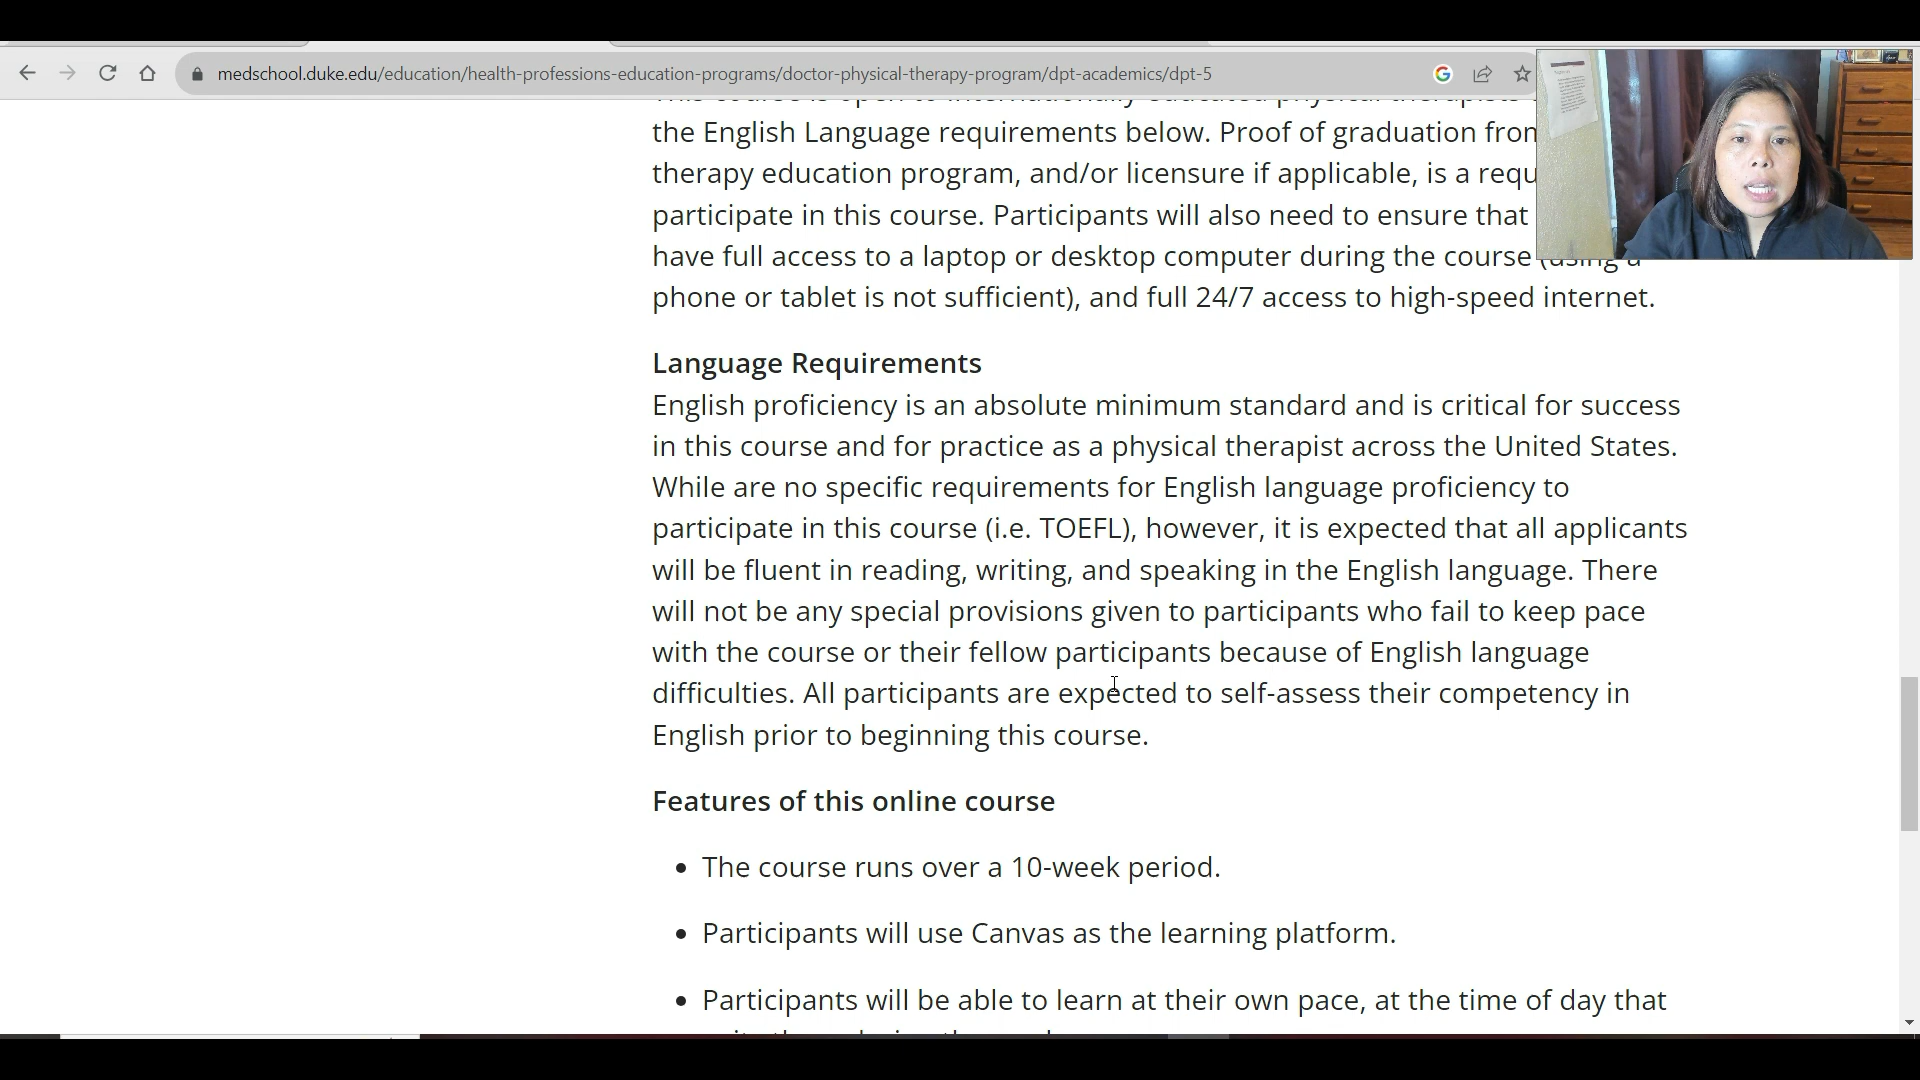 medschool.duke.edu/education/health-professions-education-programs/doctor-physical-therapy-program/dpt-academics/dpt-5
This course is open to internationally educated physical therapists
the English Language requirements below. Proof of graduation from
therapy education program, and/or licensure if applicable, is a
participate in this course. Participants will also need to ensure that
have full access to a laptop or desktop computer during the course (using a
phone or tablet is not sufficient), and full 24/7 access to high-speed internet.
Language Requirements
English proficiency is an absolute minimum standard and is critical for success
in this course and for practice as a physical therapist across the United States.
While are no specific requirements for English language proficiency to
participate in this course (i.e. TOEFL), however, it is expected that all applicants
will be fluent in reading, writing, and speaking in the English language. There
will not be any special provisions given to participants who fail to keep pace
with the course or their fellow participants because of English language
difficulties. All participants are expected to self-assess their competency in
English prior to beginning this course.
Features of this online course
• The course runs over a 10-week period.
• Participants will use Canvas as the learning platform.
• Participants will be able to learn at their own pace, at the time of day that